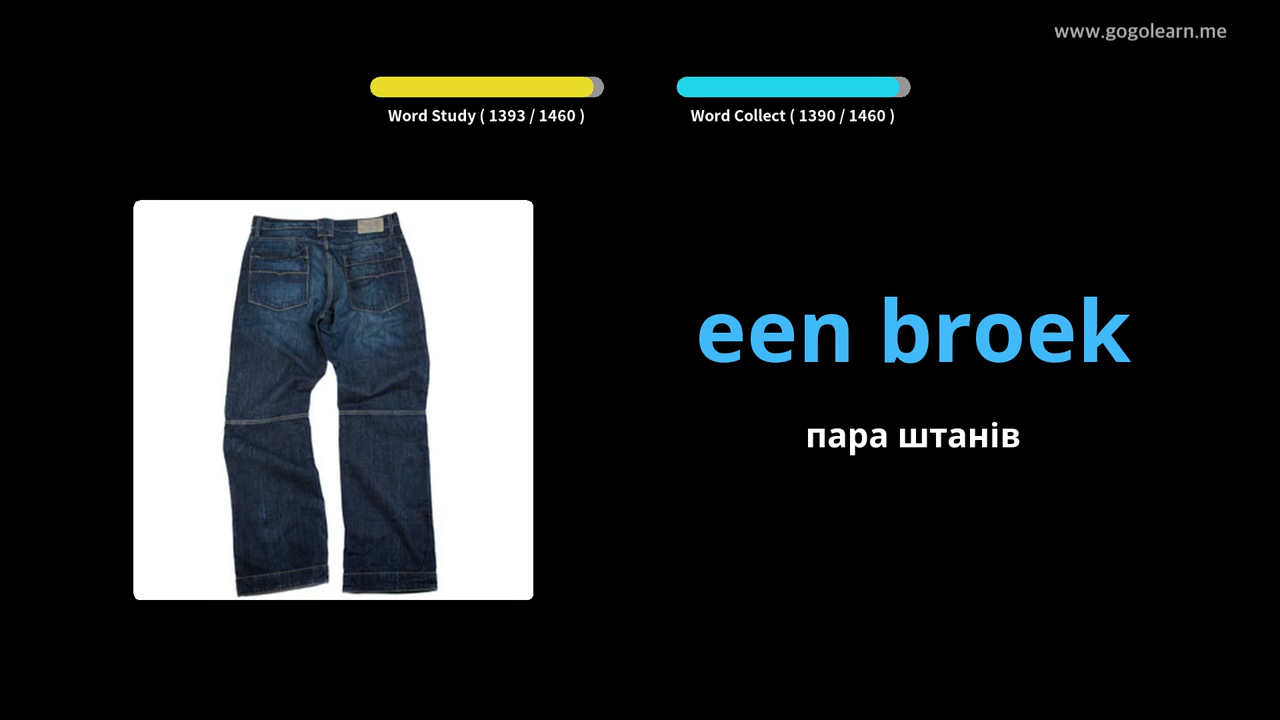 www.gogolearn.me
Word Study ( 1393 / 1460 )
Word Collect ( 1390 / 1460 )
een broek
пара штанів